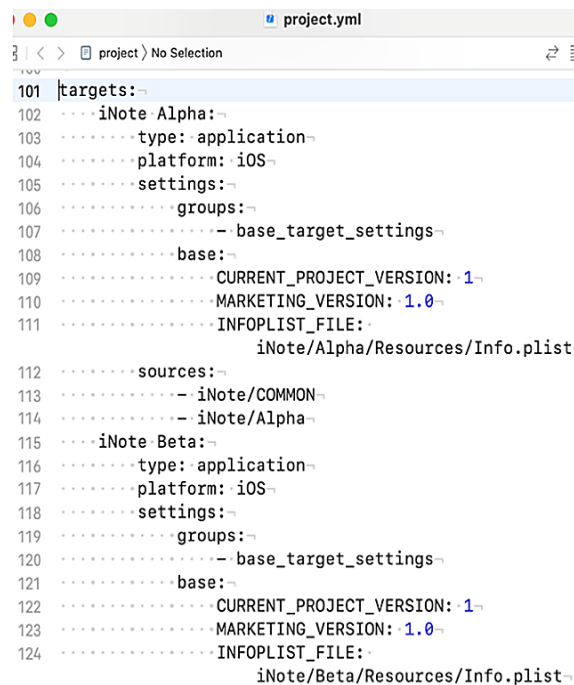 project.yml
project No Selection
101 targets:
102 iNote Alpha:
103 type: application
104 platform: iOS
105 settings:
106 groups:
107 - base_target_settings
108 base:
109 CURRENT_PROJECT_VERSION: 1
110 MARKETING_VERSION: 1.0
111 INFOPLIST_FILE:
iNote/Alpha/Resources/Info.plist
112 sources:
113 - iNote/COMMON
114 - iNote/Alpha
115 iNote Beta:
116 type: application
117 platform: iOS
118 settings:
119 groups:
120 - base_target_settings
121 base:
122 CURRENT_PROJECT_VERSION: 1
123 MARKETING_VERSION: 1.0
124 INFOPLIST_FILE:
iNote/Beta/Resources/Info.plist